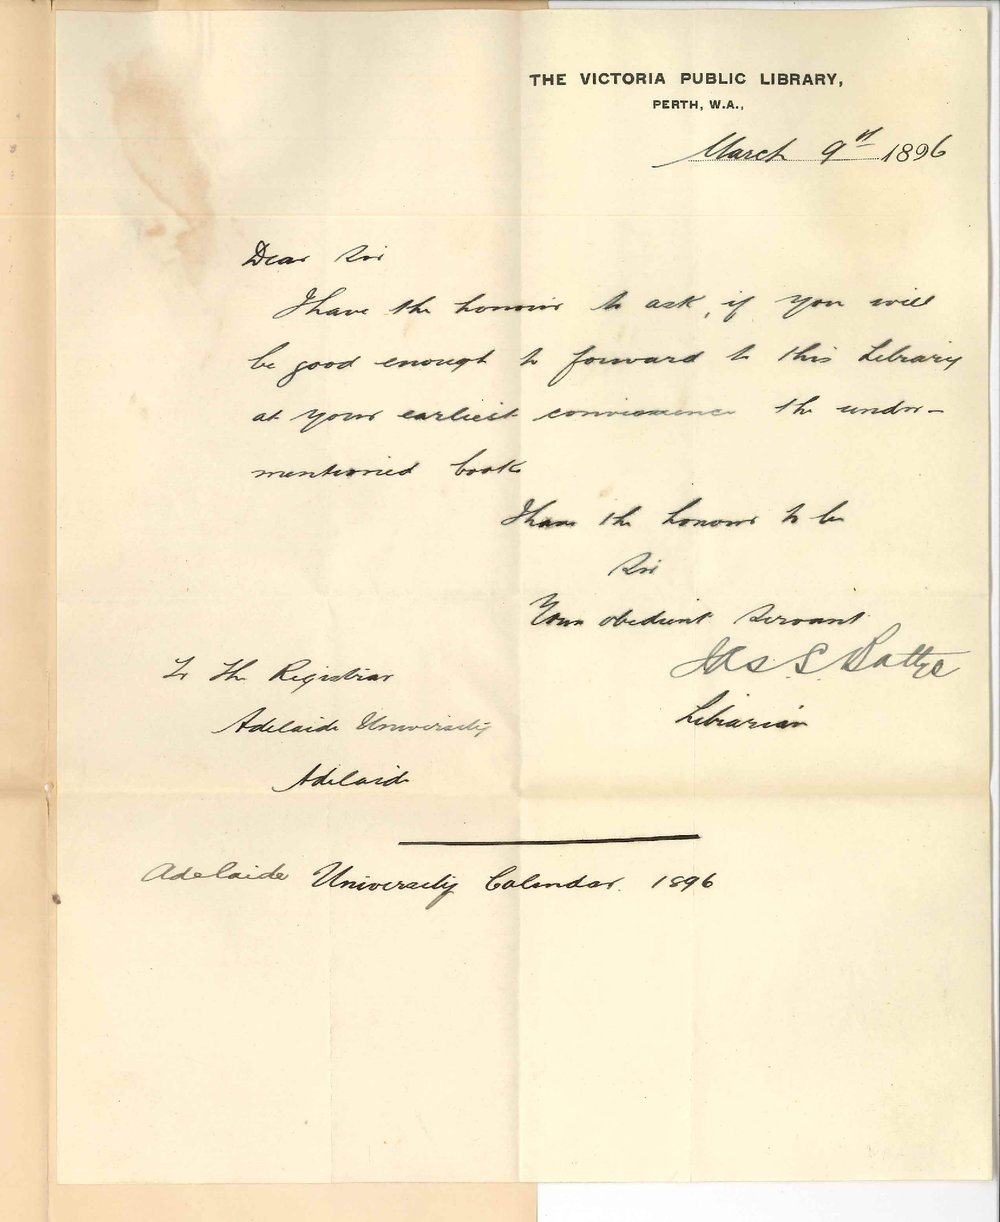 THE VICTORIA PUBLIC LIBRARY,
PERTH, W.A.,
March 9th 1896
Dear Sir
I have the honour to ask, if you will
be good enough to forward to this Library
at your earliest convenience the under-
mentioned book
I have the honour to be
Sir
Your obedient servant
Jas S. Battye
Librarian
To the Registrar
Adelaide University
Adelaide
Adelaide University Calendar. 1896